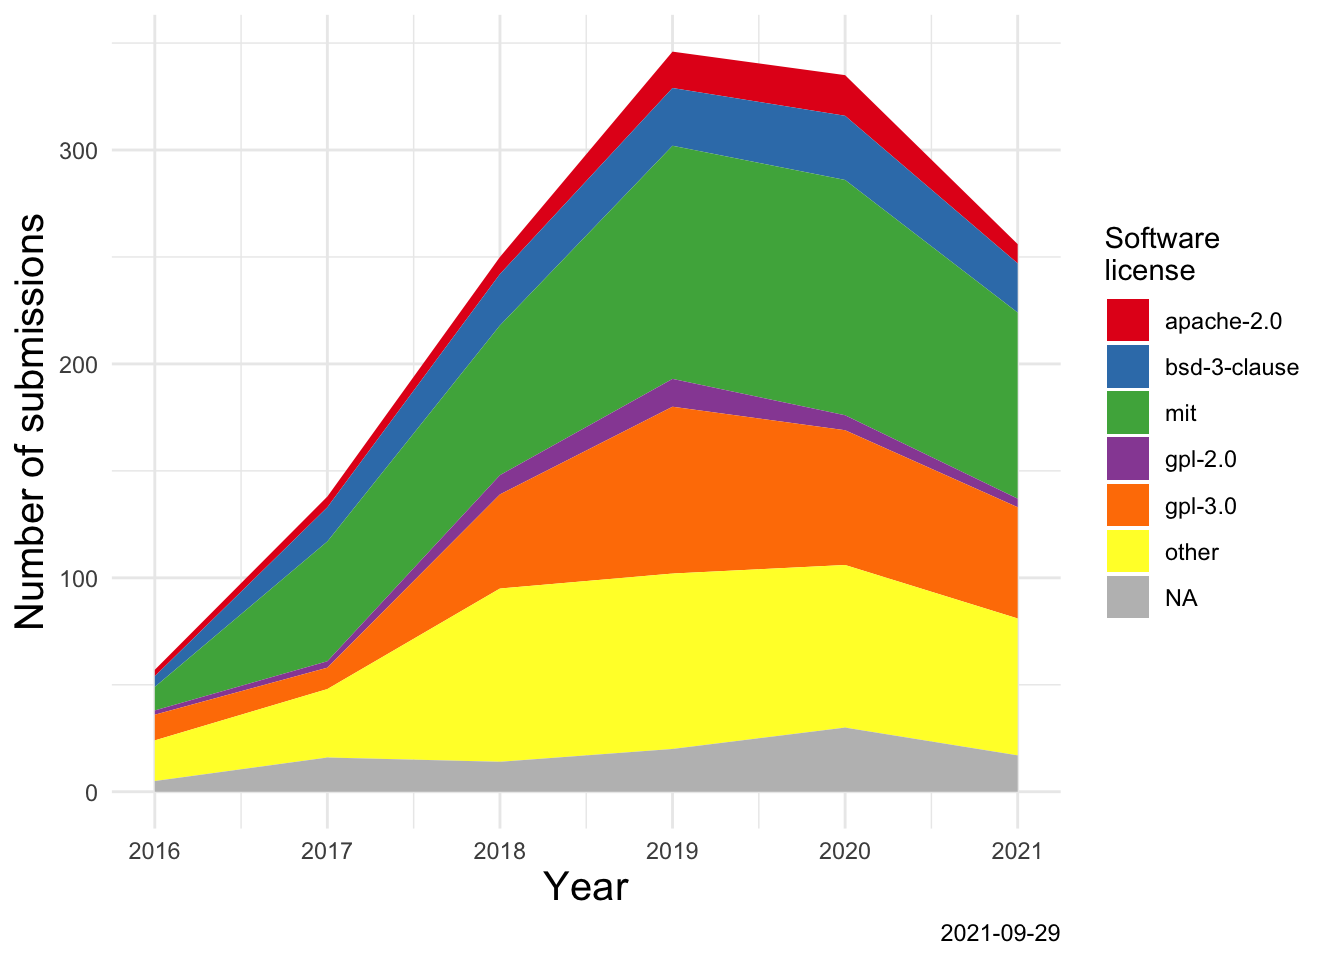 Number of submissions
300
200
100
0
2016 2017 2018 2019 2020 2021
Year
2021-09-29
Software
license
apache-2.0
bsd-3-clause
mit
gpl-2.0
gpl-3.0
other
NA